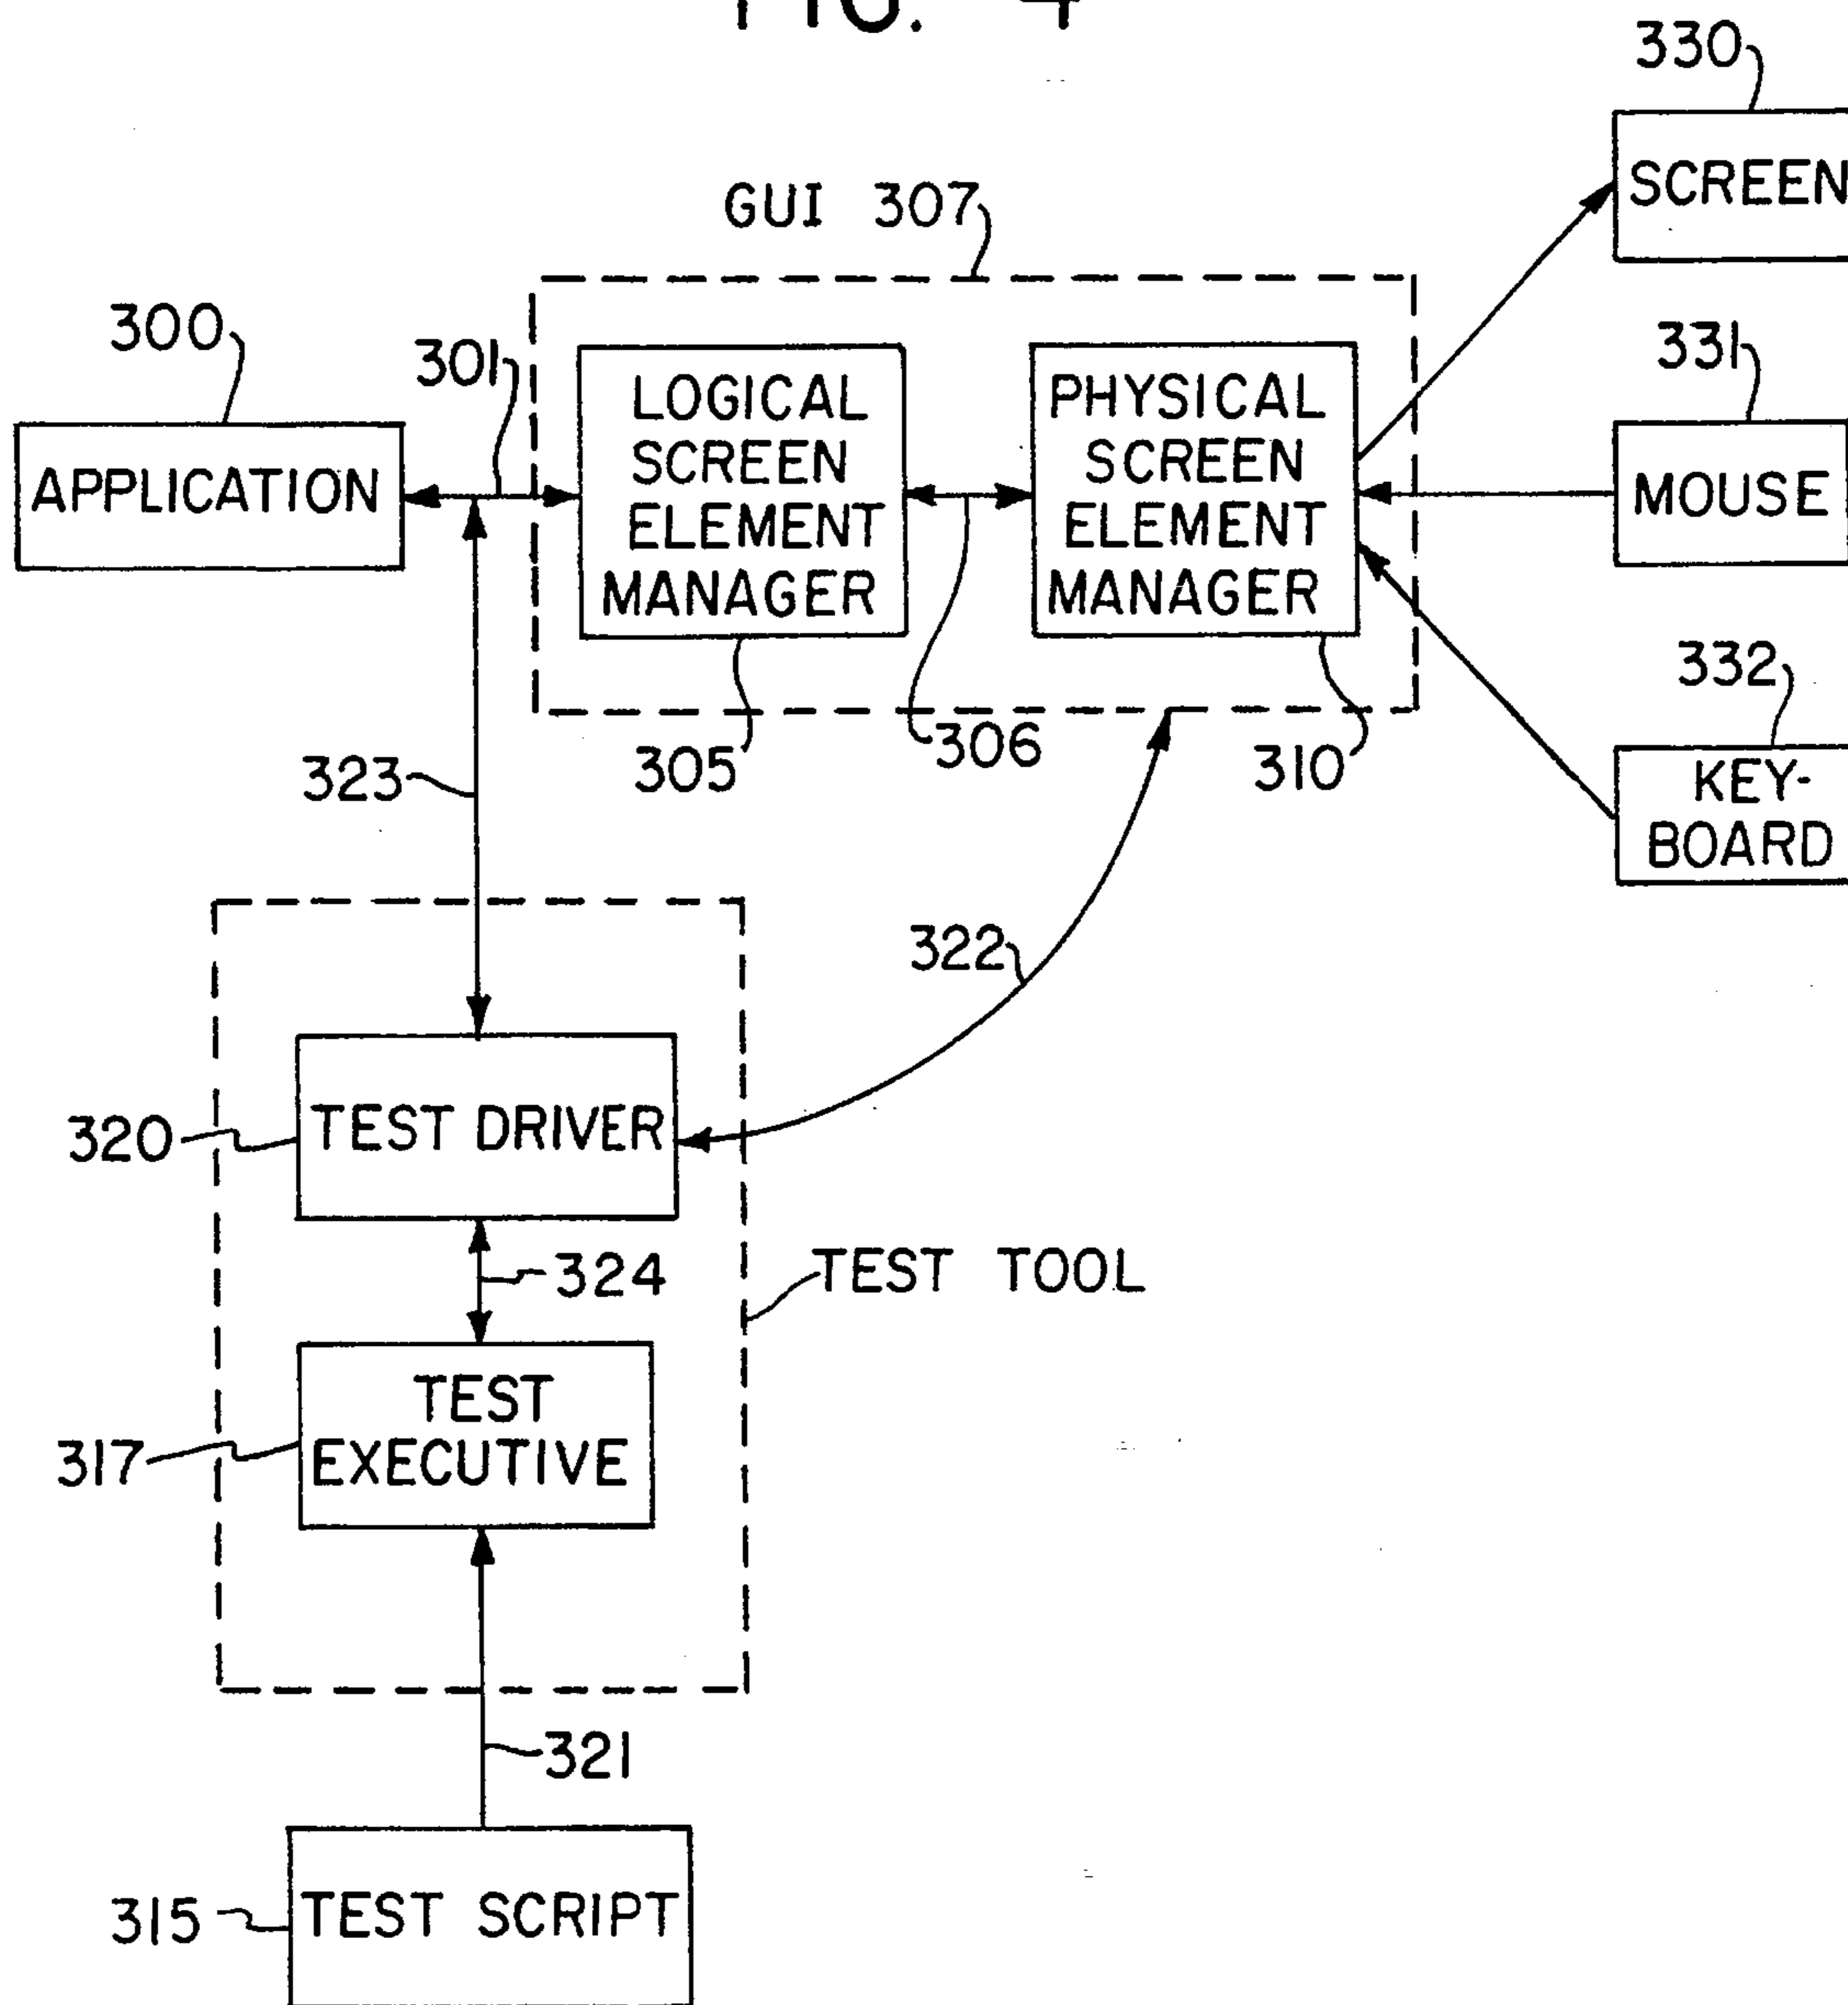 FIG. 4
330
SCREEN
GUI 307
300
301
331
APPLICATION
LOGICAL
SCREEN
ELEMENT
MANAGER
PHYSICAL
SCREEN
ELEMENT
MANAGER
MOUSE
332
305
306
310
323
KEY-
BOARD
322
320
TEST DRIVER
324
TEST TOOL
TEST
EXECUTIVE
317
321
315
TEST SCRIPT